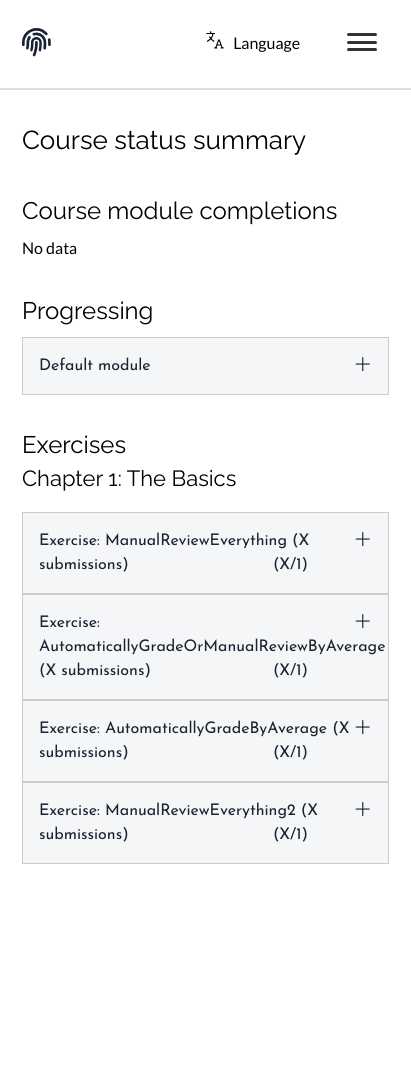 Language
Course status summary
Course module completions
No data
Progressing
Default module
Exercises
Chapter 1: The Basics
Exercise: ManualReviewEverything (X
submissions) (X/1)
Exercise:
AutomaticallyGradeOrManualReviewByAverage
(X submissions) (X/1)
Exercise: AutomaticallyGradeByAverage (X
submissions) (X/1)
Exercise: ManualReviewEverything2 (X
submissions) (X/1)